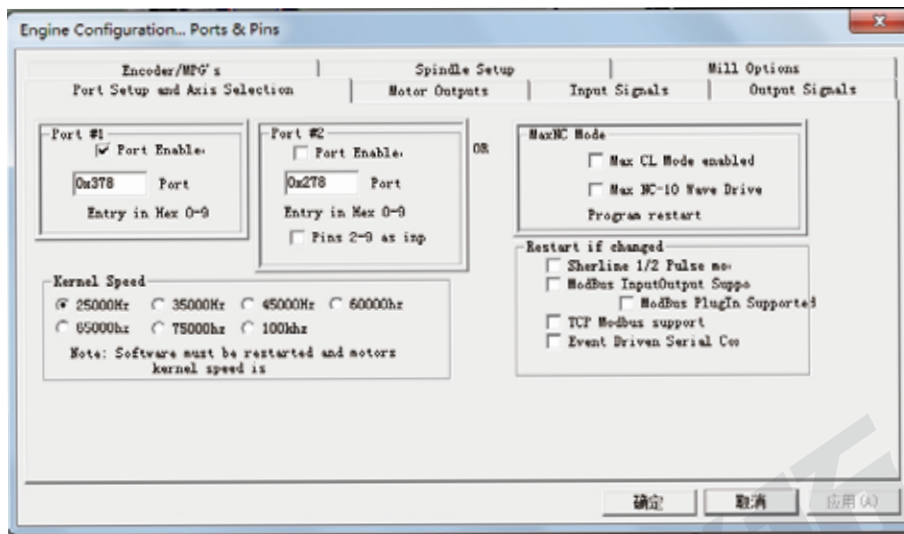 Engine Configuration... Ports & Pins
Encoder/MPG's
Spindle Setup
Mill Options
Port Setup and Axis Selection
Motor Outputs
Input Signals
Output Signals
Port #1
Port Enable.
0x378 Port
Entry in Hex 0-9
Port #2
Port Enable.
0x278 Port
Entry in Hex 0-9
Pins 2-9 as inp
OR
MaxNC Mode
Max CL Mode enabled
Max NC-10 Wave Drive
Program restart
Restart if changed
Sherline 1/2 Pulse mo
ModBus InputOutput Suppo
ModBus PlugIn Supported
TCP Modbus support
Event Driven Serial Co
Kernel Speed
25000Hz 35000Hz 45000Hz 60000hz
65000hz 75000hz 100khz
Note: Software must be restarted and motors
kernel speed is
确定
取消
应用(A)